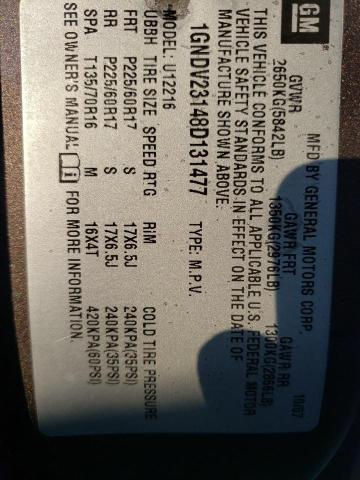 GM
MFD BY GENERAL MOTORS CORP 10/07
GVWR GAWR FRT GAWR RR
2650KG(5842LB) 1350KG(2976LB) 1300KG(2866LB)
THIS VEHICLE CONFORMS TO ALL APPLICABLE U.S. FEDERAL MOTOR
VEHICLE SAFETY STANDARDS IN EFFECT ON THE DATE OF
MANUFACTURE SHOWN ABOVE.
1GNDV23148D131477 TYPE: M.P.V.
UBBH MODEL: U12216
TIRE SIZE SPEED RTG RIM COLD TIRE PRESSURE
FRT P225/60R17 S 17X6.5J 240KPA(35PSI)
RR P225/60R17 S 17X6.5J 240KPA(35PSI)
SPA T135/70R16 M 16X4T 420KPA(60PSI)
SEE OWNER'S MANUAL i FOR MORE INFORMATION.